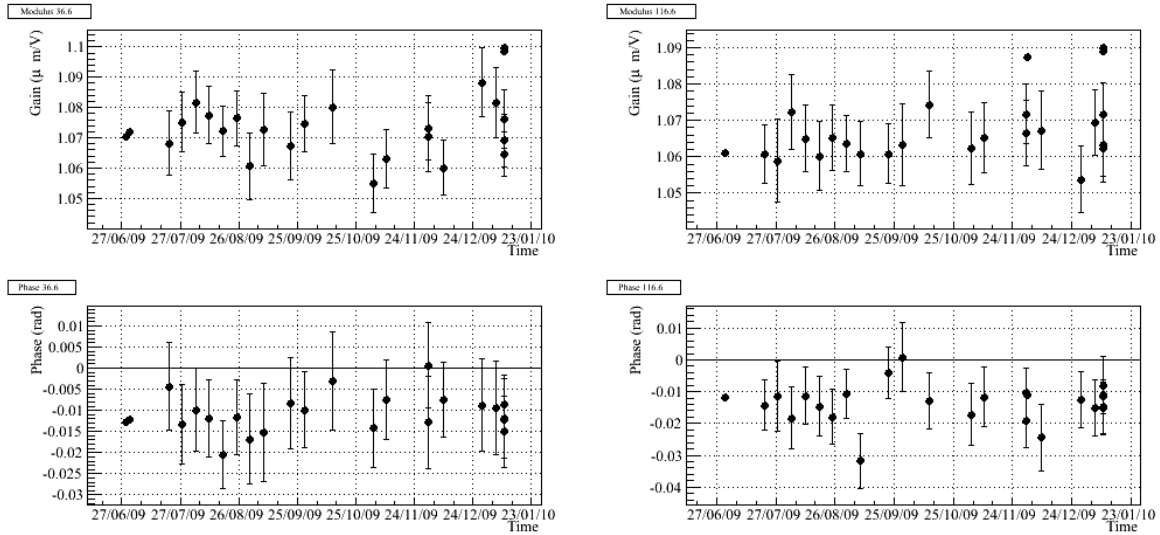 Modulus 36.6
Gain (μ m/V)
1.1
1.09
1.08
1.07
1.06
1.05
27/06/09 27/07/09 26/08/09 25/09/09 25/10/09 24/11/09 24/12/09 23/01/10
Time
Modulus 116.6
Gain (μ m/V)
1.09
1.08
1.07
1.06
1.05
27/06/09 27/07/09 26/08/09 25/09/09 25/10/09 24/11/09 24/12/09 23/01/10
Time
Phase 36.6
Phase (rad)
0.01
0.005
0
-0.005
-0.01
-0.015
-0.02
-0.025
-0.03
27/06/09 27/07/09 26/08/09 25/09/09 25/10/09 24/11/09 24/12/09 23/01/10
Time
Phase 116.6
Phase (rad)
0.01
0
-0.01
-0.02
-0.03
-0.04
27/06/09 27/07/09 26/08/09 25/09/09 25/10/09 24/11/09 24/12/09 23/01/10
Time